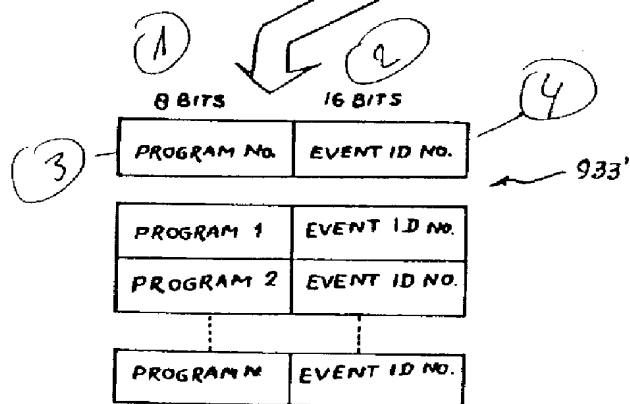 1
2
8 BITS 16 BITS
4
3
PROGRAM No. EVENT ID NO.
933'
PROGRAM 1 EVENT I.D NO.
PROGRAM 2 EVENT ID NO.
PROGRAM N EVENT ID NO.